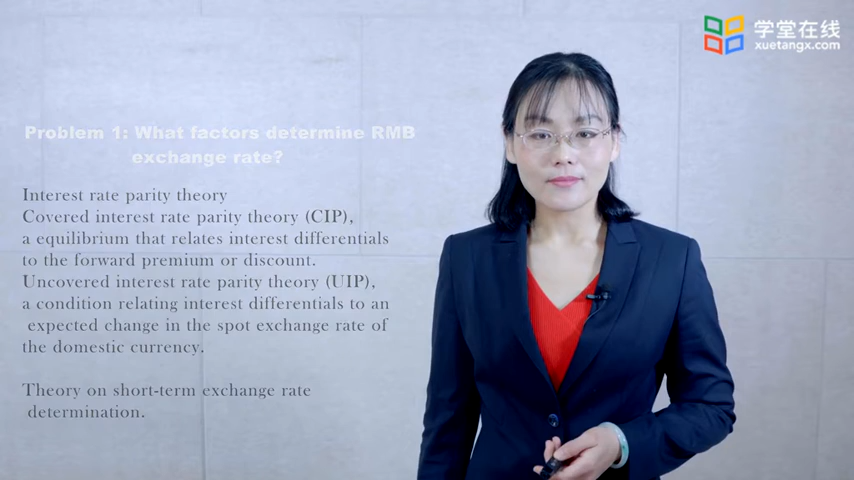 学堂在线
xuetangx.com
Problem 1: What factors determine RMB
exchange rate?
Interest rate parity theory
Covered interest rate parity theory (CIP),
a equilibrium that relates interest differentials
to the forward premium or discount.
Uncovered interest rate parity theory (UIP),
a condition relating interest differentials to an
expected change in the spot exchange rate of
the domestic currency.
Theory on short-term exchange rate
determination.